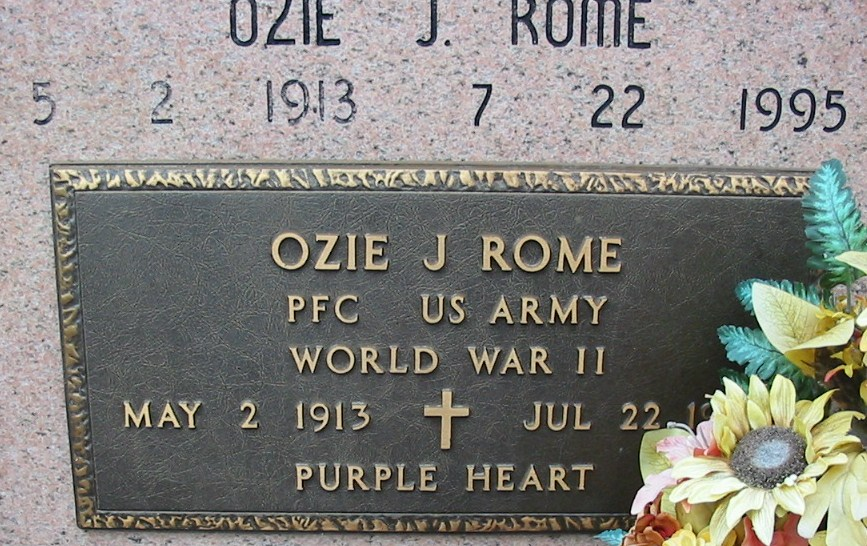 OZIE J. ROME
5 2 1913 7 22 1995
OZIE J ROME
PFC US ARMY
WORLD WAR II
MAY 2 1913 JUL 22
PURPLE HEART